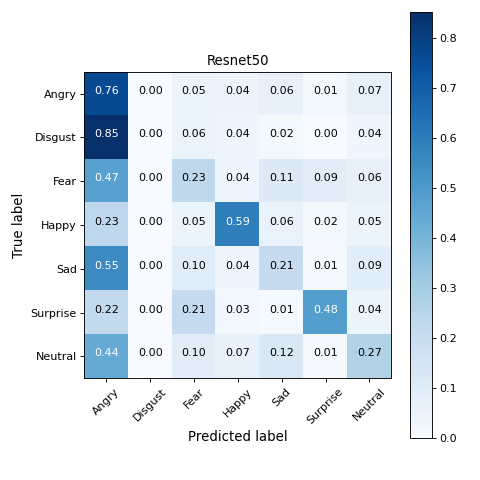 Resnet50
True label
Angry 0.76 0.00 0.05 0.04 0.06 0.01 0.07
Disgust 0.85 0.00 0.06 0.04 0.02 0.00 0.04
Fear 0.47 0.00 0.23 0.04 0.11 0.09 0.06
Happy 0.23 0.00 0.05 0.59 0.06 0.02 0.05
Sad 0.55 0.00 0.10 0.04 0.21 0.01 0.09
Surprise 0.22 0.00 0.21 0.03 0.01 0.48 0.04
Neutral 0.44 0.00 0.10 0.07 0.12 0.01 0.27
Angry Disgust Fear Happy Sad Surprise Neutral
Predicted label
0.8
0.7
0.6
0.5
0.4
0.3
0.2
0.1
0.0